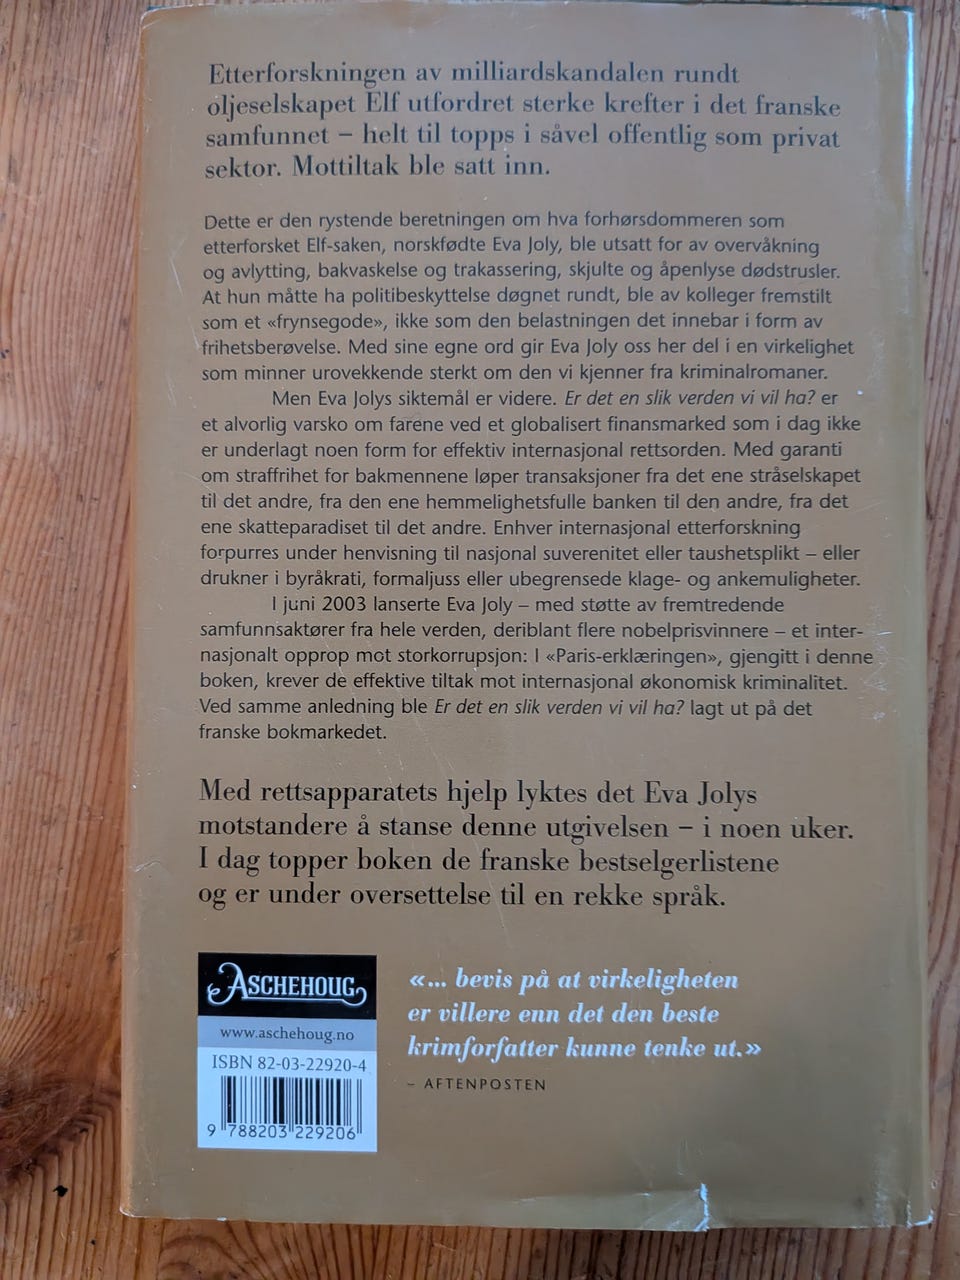 Etterforskningen av milliardskandalen rundt
oljeselskapet Elf utfordret sterke krefter i det franske
samfunnet – helt til topps i såvel offentlig som privat
sektor. Mottiltak ble satt inn.
Dette er den rystende beretningen om hva forhørsdommeren som
etterforsket Elf-saken, norskfødte Eva Joly, ble utsatt for av overvåkning
og avlytting, bakvaskelse og trakassering, skjulte og åpenlyse dødstrusler.
At hun måtte ha politibeskyttelse døgnet rundt, ble av kolleger fremstilt
som et «frynsegode», ikke som den belastningen det innebar i form av
frihetsberøvelse. Med sine egne ord gir Eva Joly oss her del i en virkelighet
som minner urovekkende sterkt om den vi kjenner fra kriminalromaner.
Men Eva Jolys siktemål er videre. Er det en slik verden vi vil ha? er
et alvorlig varsko om farene ved et globalisert finansmarked som i dag ikke
er underlagt noen form for effektiv internasjonal rettsorden. Med garanti
om straffrihet for bakmennene løper transaksjoner fra det ene stråselskapet
til det andre, fra den ene hemmelighetsfulle banken til den andre, fra det
ene skatteparadiset til det andre. Enhver internasjonal etterforskning
forpurres under henvisning til nasjonal suverenitet eller taushetsplikt – eller
drukner i byråkrati, formaljuss eller ubegrensede klage- og ankemuligheter.
I juni 2003 lanserte Eva Joly – med støtte av fremtredende
samfunnsaktører fra hele verden, deriblant flere nobelprisvinnere – et inter-
nasjonalt opprop mot storkorrupsjon: I «Paris-erklæringen», gjengitt i denne
boken, krever de effektive tiltak mot internasjonal økonomisk kriminalitet.
Ved samme anledning ble Er det en slik verden vi vil ha? lagt ut på det
franske bokmarkedet.
Med rettsapparatets hjelp lyktes det Eva Jolys
motstandere å stanse denne utgivelsen – i noen uker.
I dag topper boken de franske bestselgerlistene
og er under oversettelse til en rekke språk.
ASCHEHOUG
www.aschehoug.no
ISBN 82-03-22920-4
9 788203 229206
«... bevis på at virkeligheten
er villere enn det den beste
krimforfatter kunne tenke ut.»
– AFTENPOSTEN